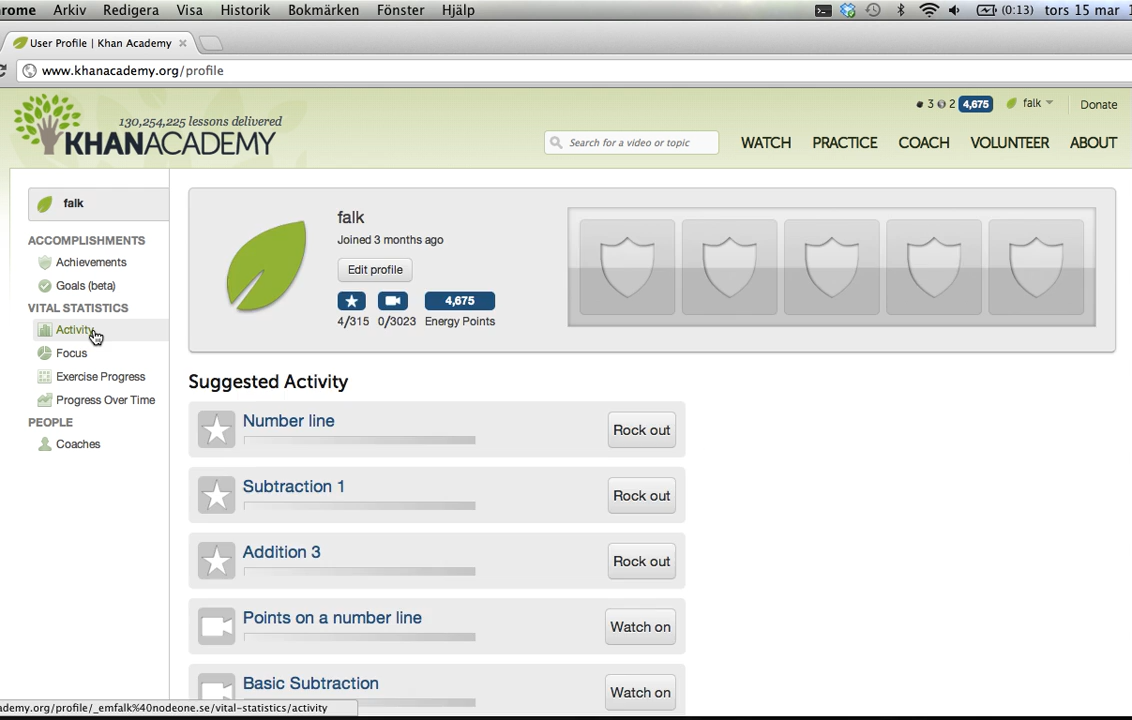 rome Arkiv Redigera Visa Historik Bokmärken Fönster Hjälp (0:13) tors 15 mar 1
User Profile | Khan Academy
www.khanacademy.org/profile
130,254,225 lessons delivered
KHANACADEMY
3 2 4,675 falk Donate
Search for a video or topic WATCH PRACTICE COACH VOLUNTEER ABOUT
falk
ACCOMPLISHMENTS
Achievements
Goals (beta)
VITAL STATISTICS
Activity
Focus
Exercise Progress
Progress Over Time
PEOPLE
Coaches
falk
Joined 3 months ago
Edit profile
4,675
4/315 0/3023 Energy Points
Suggested Activity
Number line Rock out
Subtraction 1 Rock out
Addition 3 Rock out
Points on a number line Watch on
Basic Subtraction Watch on
ademy.org/profile/_emfalk%40nodeone.se/vital-statistics/activity